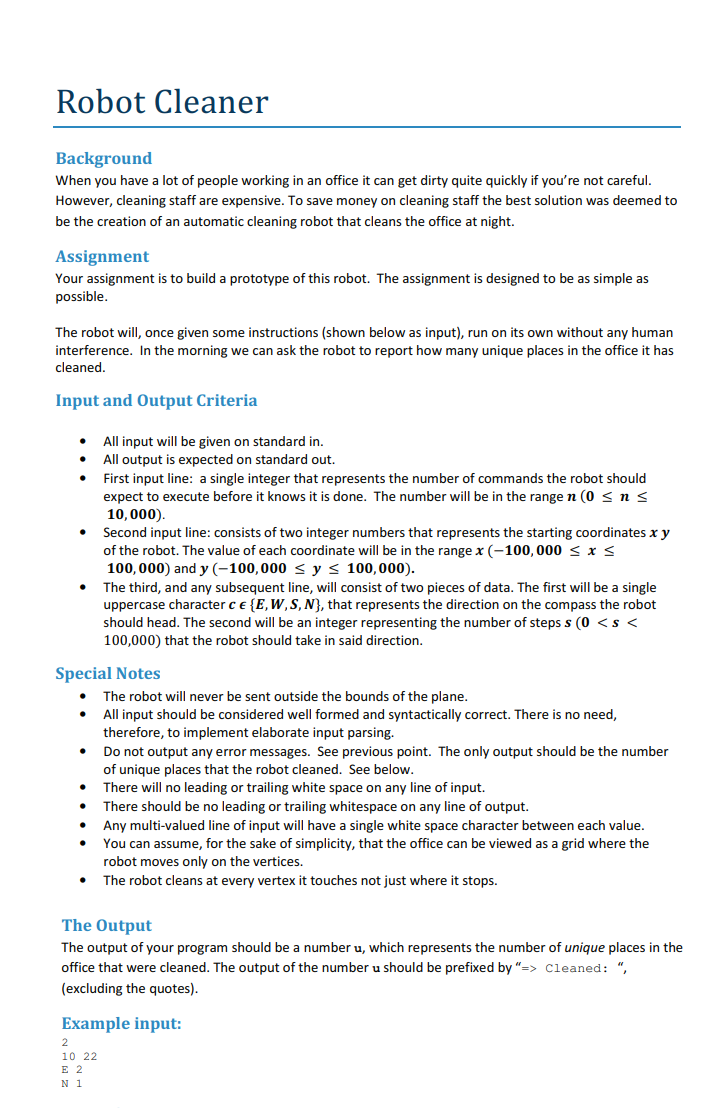 Robot Cleaner
Background
When you have a lot of people working in an office it can get dirty quite quickly if you're not careful.
However, cleaning staff are expensive. To save money on cleaning staff the best solution was deemed to
be the creation of an automatic cleaning robot that cleans the office at night.
Assignment
Your assignment is to build a prototype of this robot.  The assignment is designed to be as simple as
possible.
The robot will, once given some instructions (shown below as input), run on its own without any human
interference.  In the morning we can ask the robot to report how many unique places in the office it has
cleaned.
Input and Output Criteria
• All input will be given on standard in.
• All output is expected on standard out.
• First input line:  a single integer that represents the number of commands the robot should
expect to execute before it knows it is done.  The number will be in the range n (0 ≤ n ≤
10,000).
• Second input line: consists of two integer numbers that represents the starting coordinates x y
of the robot. The value of each coordinate will be in the range x (−100,000 ≤ x ≤
100,000) and y (−100,000 ≤ y ≤ 100,000).
• The third, and any subsequent line, will consist of two pieces of data. The first will be a single
uppercase character c ϵ {E, W, S, N}, that represents the direction on the compass the robot
should head. The second will be an integer representing the number of steps s (0 < s <
100,000) that the robot should take in said direction.
Special Notes
• The robot will never be sent outside the bounds of the plane.
• All input should be considered well formed and syntactically correct. There is no need,
therefore, to implement elaborate input parsing.
• Do not output any error messages.  See previous point.  The only output should be the number
of unique places that the robot cleaned.  See below.
• There will no leading or trailing white space on any line of input.
• There should be no leading or trailing whitespace on any line of output.
• Any multi-valued line of input will have a single white space character between each value.
• You can assume, for the sake of simplicity, that the office can be viewed as a grid where the
robot moves only on the vertices.
• The robot cleans at every vertex it touches not just where it stops.
The Output
The output of your program should be a number u, which represents the number of unique places in the
office that were cleaned. The output of the number u should be prefixed by “=> Cleaned: “,
(excluding the quotes).
Example input:
2
10 22
E 2
N 1